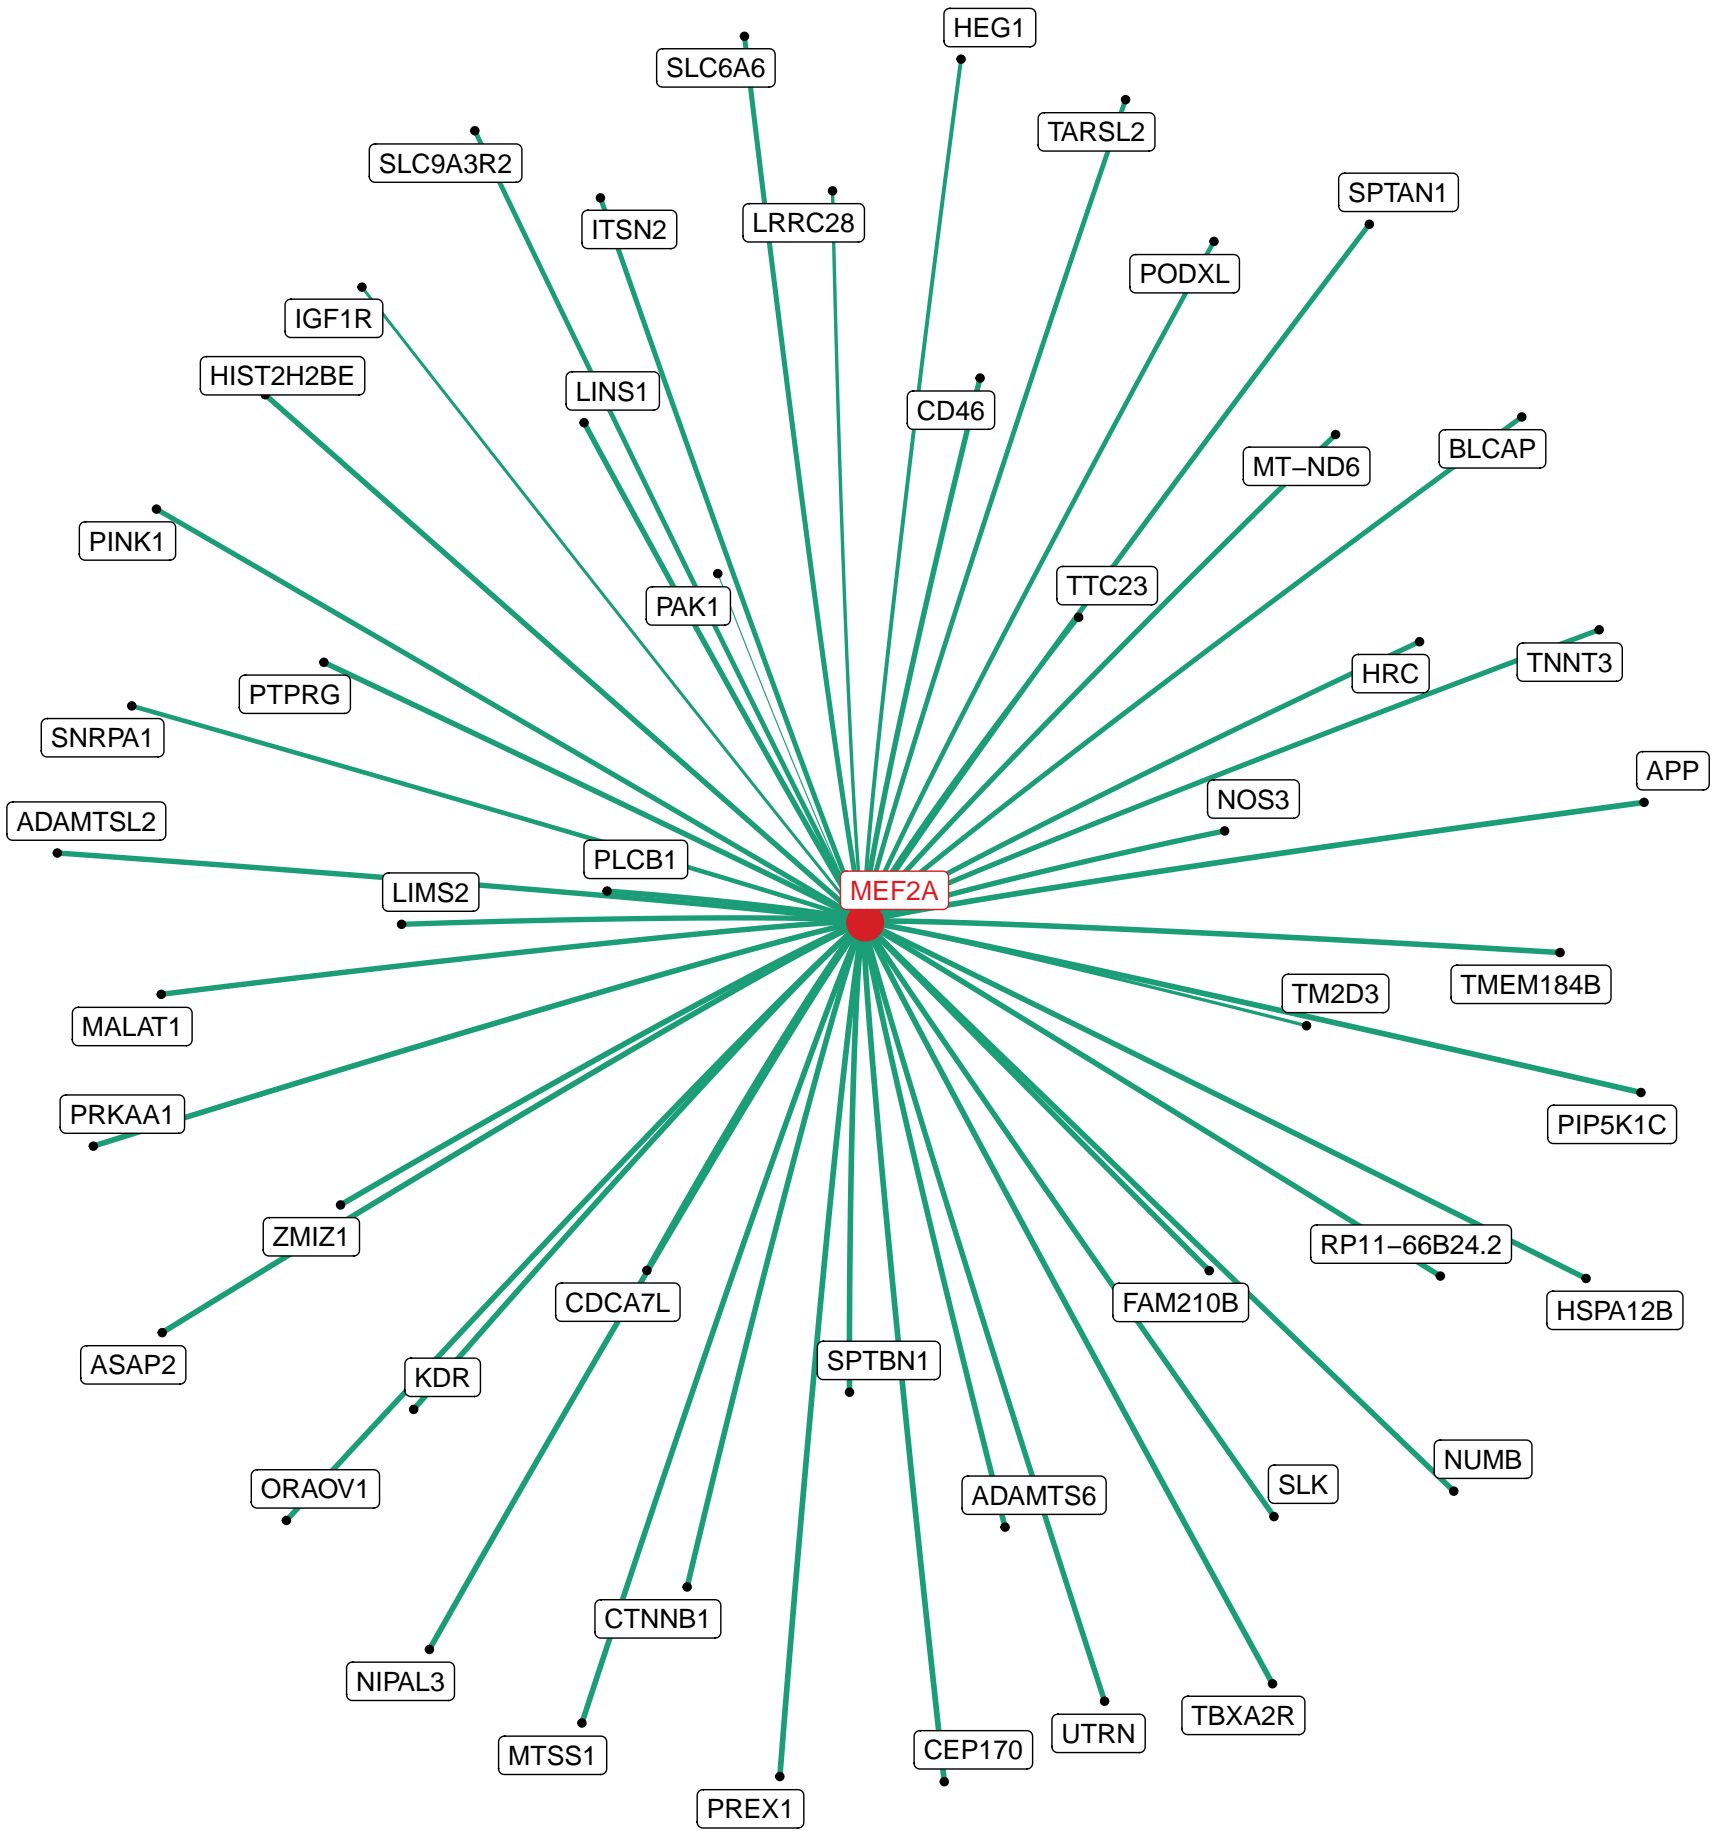 HEG1
SLC6A6
TARSL2
SLC9A3R2
SPTAN1
LRRC28
ITSN2
PODXL
IGF1R
HIST2H2BE
LINS1
CD46
BLCAP
MT−ND6
PINK1
TTC23
PAK1
TNNT3
HRC
PTPRG
SNRPA1
APP
NOS3
ADAMTSL2
PLCB1
MEF2A
LIMS2
TMEM184B
TM2D3
MALAT1
PRKAA1
PIP5K1C
ZMIZ1
RP11−66B24.2
CDCA7L
FAM210B
HSPA12B
SPTBN1
ASAP2
KDR
NUMB
SLK
ORAOV1
ADAMTS6
CTNNB1
NIPAL3
TBXA2R
UTRN
CEP170
MTSS1
PREX1